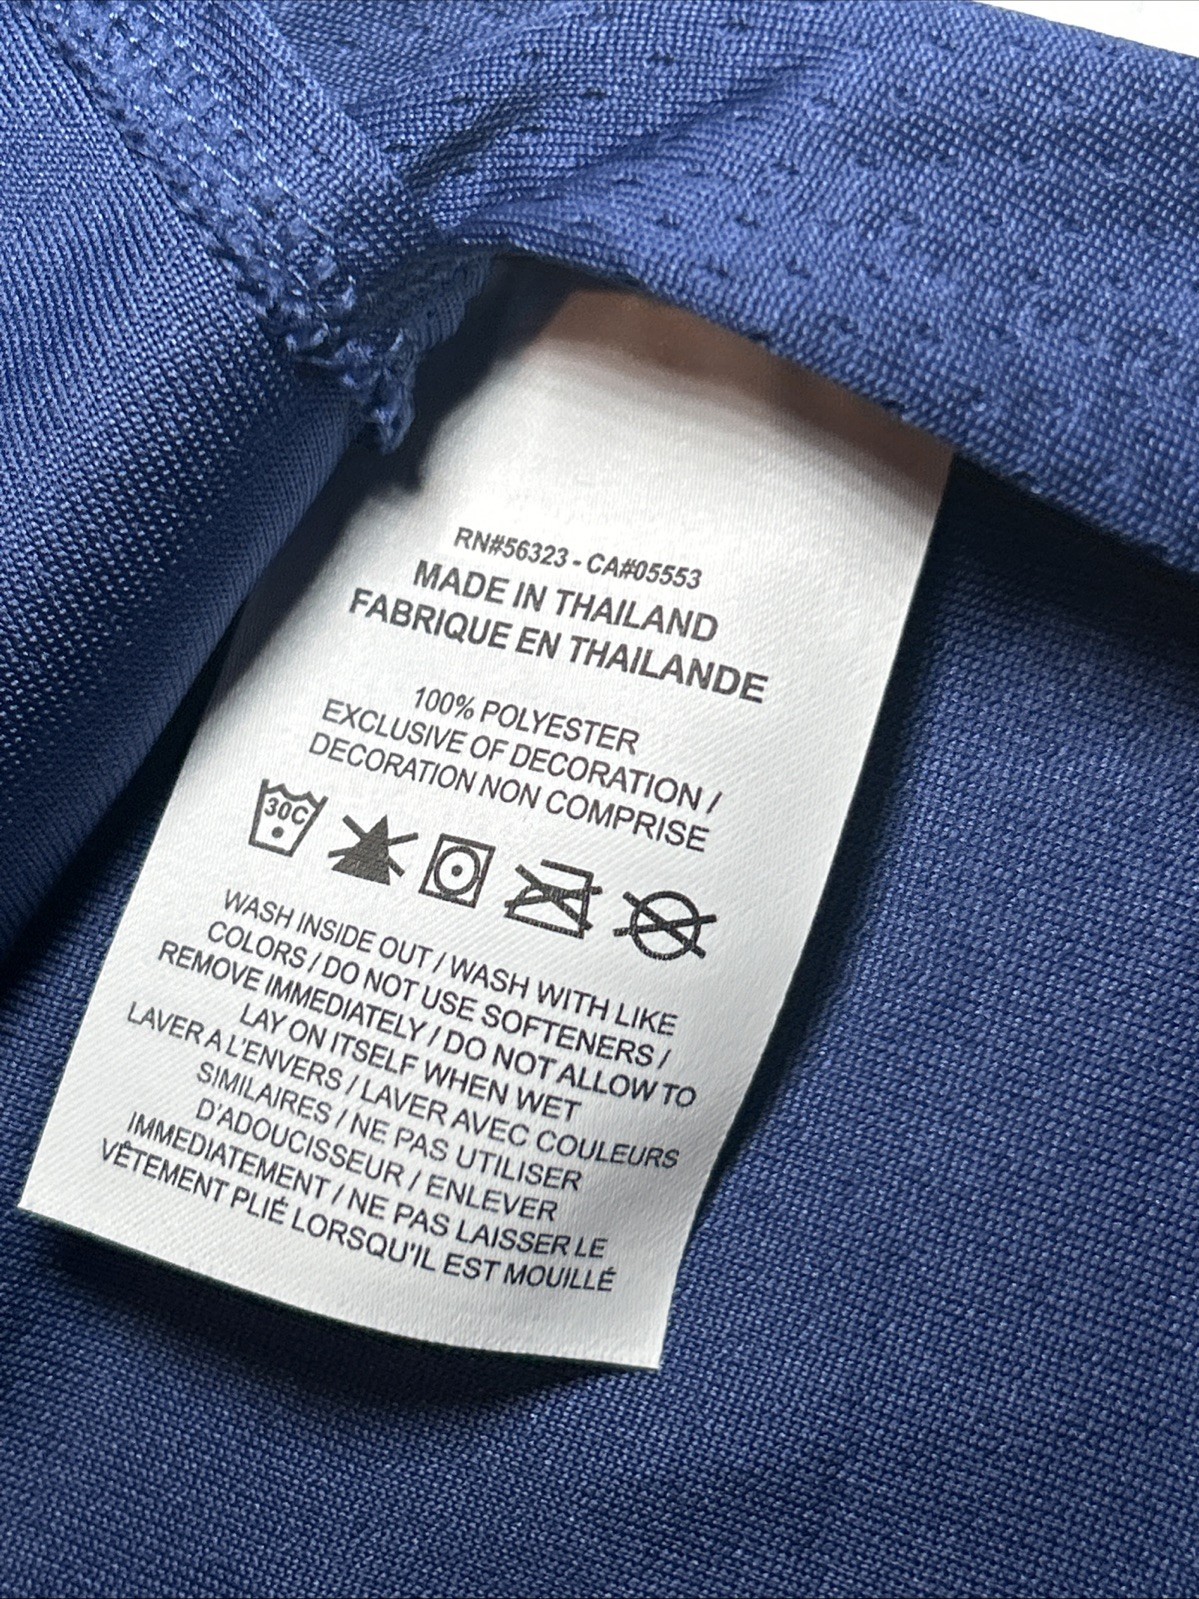 RN#56323 - CA#05553
MADE IN THAILAND
FABRIQUE EN THAILANDE
100% POLYESTER
EXCLUSIVE OF DECORATION /
DECORATION NON COMPRISE
30C
WASH INSIDE OUT / WASH WITH LIKE
COLORS / DO NOT USE SOFTENERS /
REMOVE IMMEDIATELY / DO NOT ALLOW TO
LAY ON ITSELF WHEN WET
LAVER A L'ENVERS / LAVER AVEC COULEURS
SIMILAIRES / NE PAS UTILISER
D'ADOUCISSEUR / ENLEVER
IMMEDIATEMENT / NE PAS LAISSER LE
VÊTEMENT PLIÉ LORSQU'IL EST MOUILLÉ